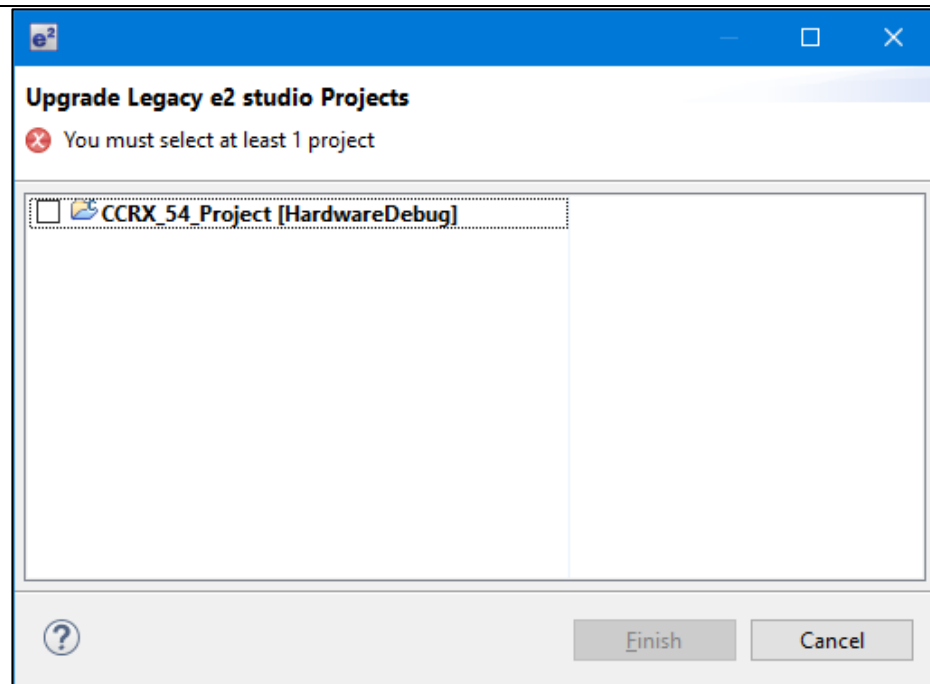 e²
Upgrade Legacy e2 studio Projects
You must select at least 1 project
CCRX_54_Project [HardwareDebug]
?
Finish
Cancel